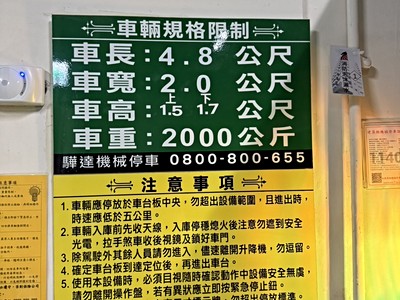 車輛規格限制
車長:4.8 公尺
車寬:2.0 公尺
車高:上1.5 下1.7 公尺
車重:2000公斤
驊達機械停車 0800-800-655
注意事項
1. 車輛應停放於車台板中央,勿超出設備範圍,且進出時,
時速應低於五公里。
2. 車輛入庫前先收天線,入庫停穩熄火後注意勿遮到安全
光電,拉手煞車收後視鏡及鎖好車門。
3. 除駕駛外其餘人員請勿進入,儘速離開升降機,勿逗留。
4. 確定車台板到達定位後,再進出車台。
5. 使用本設備時,必須目視隨時確認動作中設備安全無虞,
請勿離開操作盤,若有異狀應立即按緊急停止鈕。